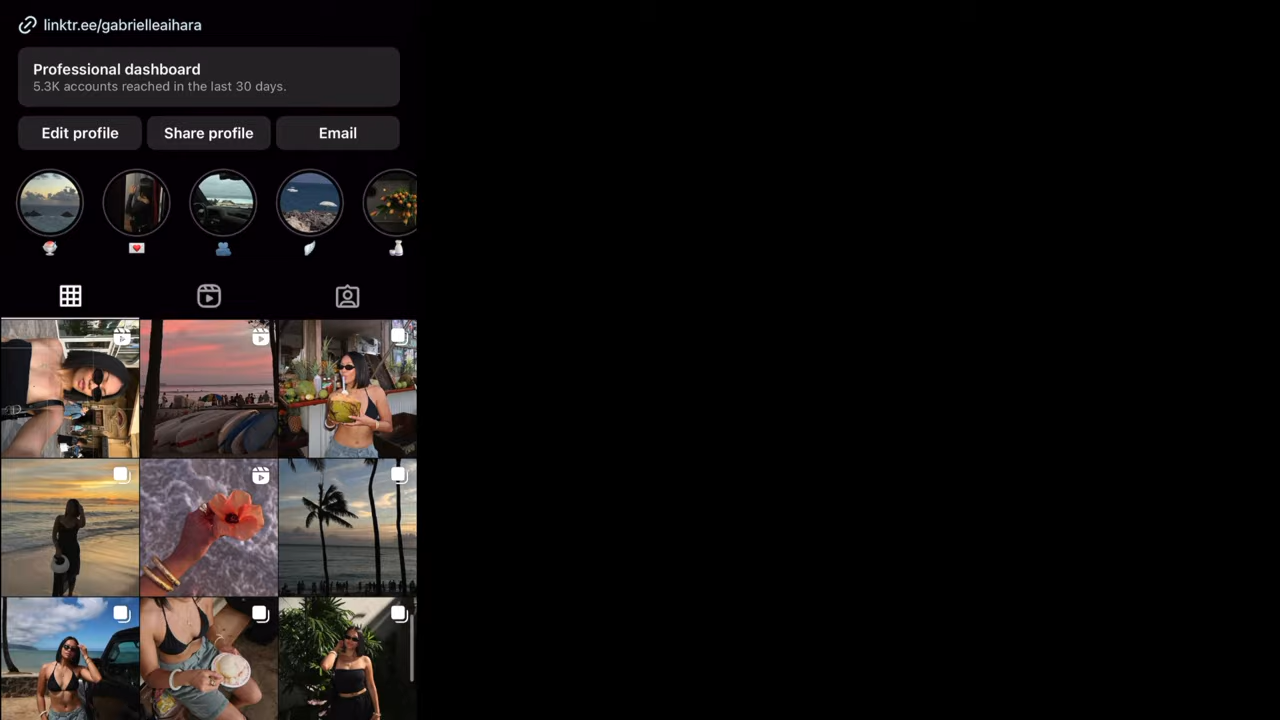 linktr.ee/gabrielleaihara
Professional dashboard
5.3K accounts reached in the last 30 days.
Edit profile
Share profile
Email